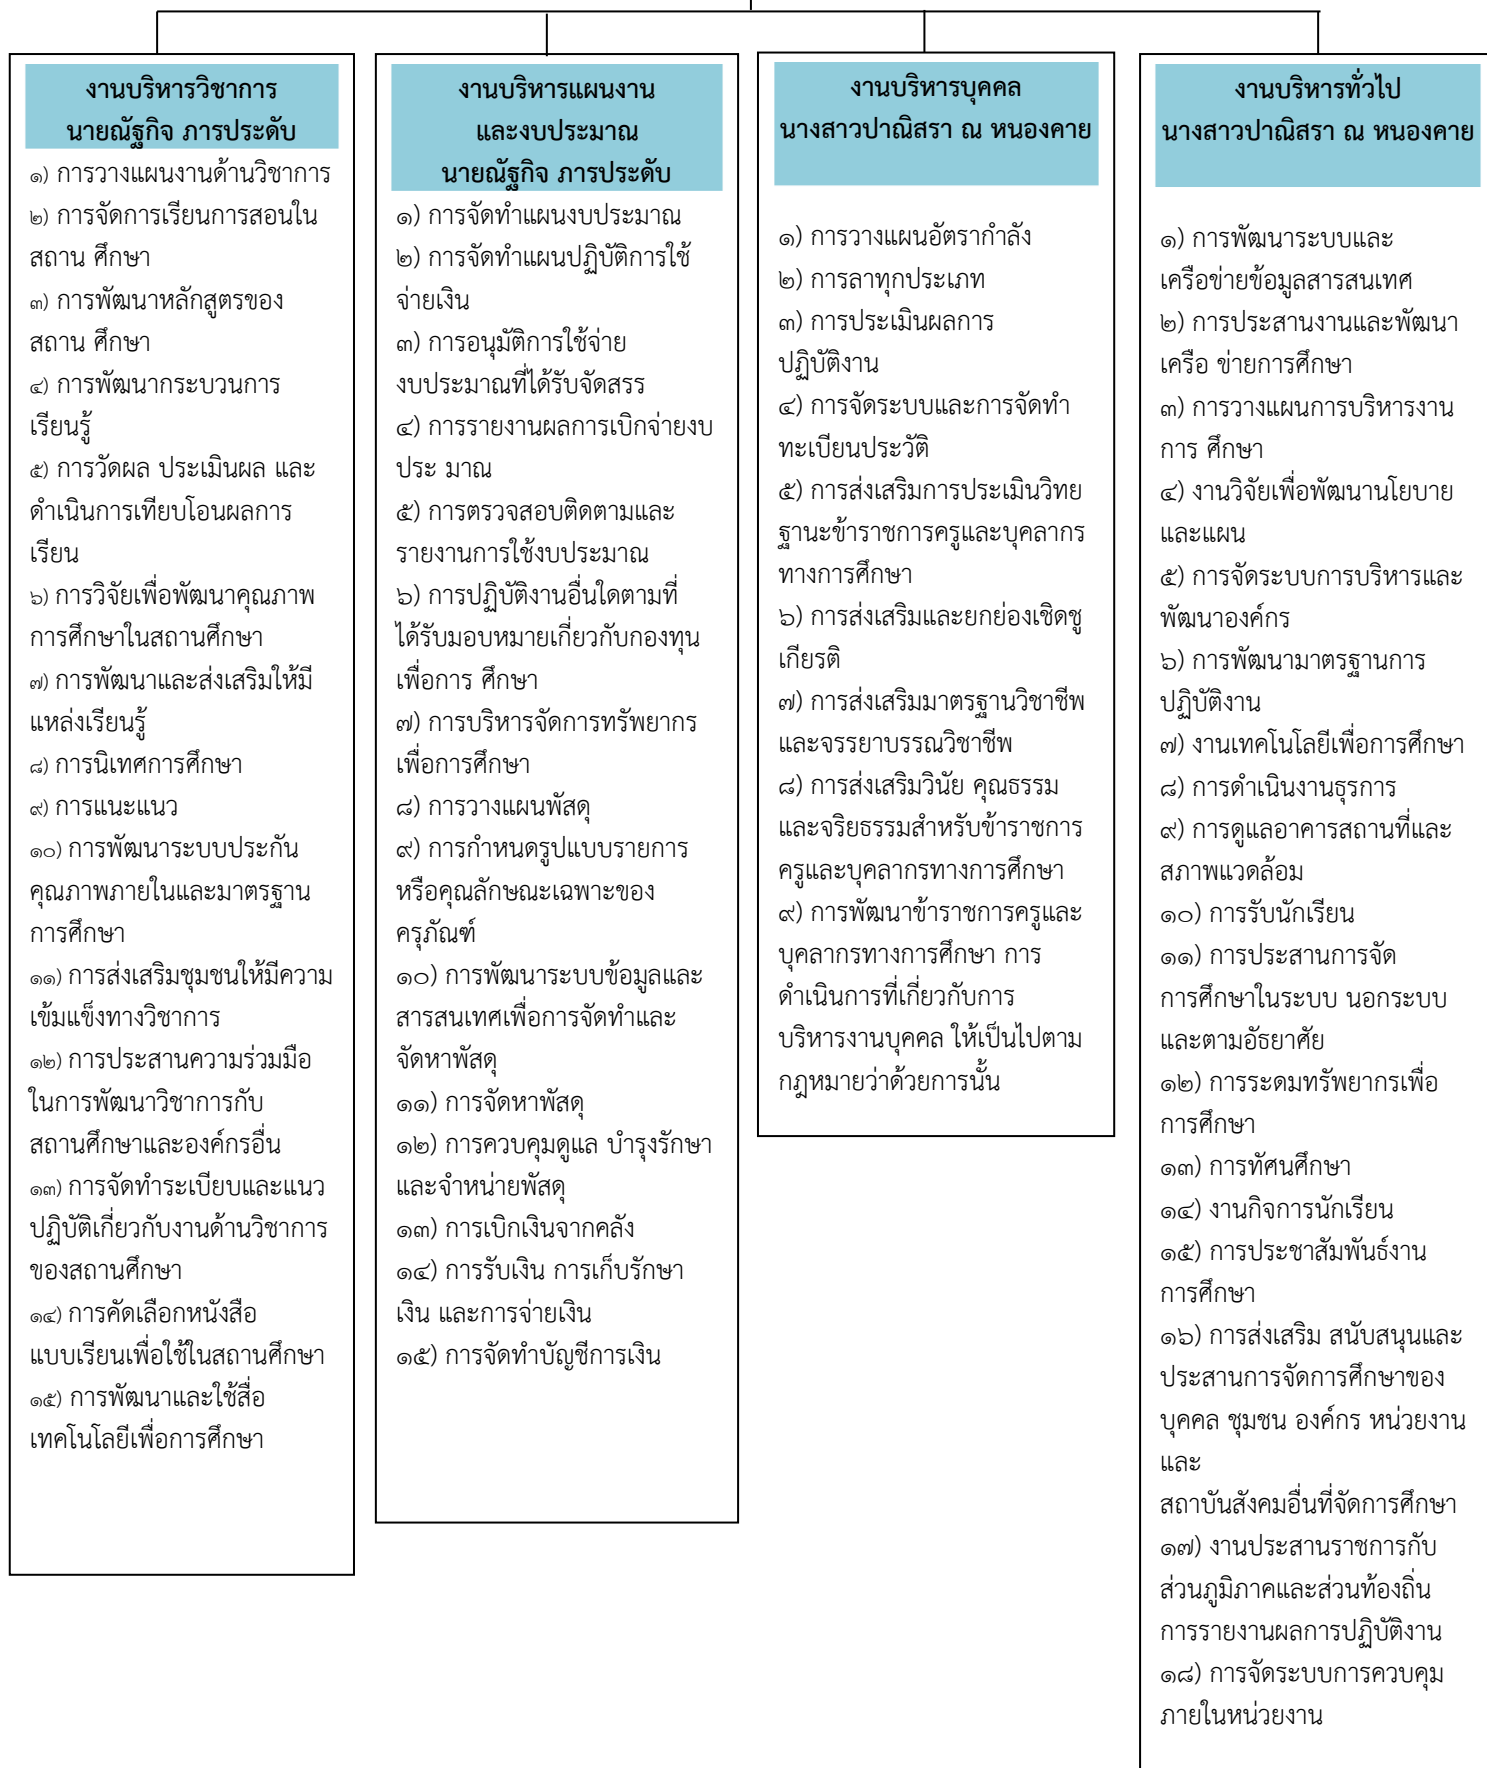 งานบริหารวิชาการ
นายณัฐกิจ ภารประดับ
๑) การวางแผนงานด้านวิชาการ
๒) การจัดการเรียนการสอนใน
สถาน ศึกษา
๓) การพัฒนาหลักสูตรของ
สถาน ศึกษา
๔) การพัฒนากระบวนการ
เรียนรู้
๕) การวัดผล ประเมินผล และ
ดำเนินการเทียบโอนผลการ
เรียน
๖) การวิจัยเพื่อพัฒนาคุณภาพ
การศึกษาในสถานศึกษา
๗) การพัฒนาและส่งเสริมให้มี
แหล่งเรียนรู้
๘) การนิเทศการศึกษา
๙) การแนะแนว
๑๐) การพัฒนาระบบประกัน
คุณภาพภายในและมาตรฐาน
การศึกษา
๑๑) การส่งเสริมชุมชนให้มีความ
เข้มแข็งทางวิชาการ
๑๒) การประสานความร่วมมือ
ในการพัฒนาวิชาการกับ
สถานศึกษาและองค์กรอื่น
๑๓) การจัดทำระเบียบและแนว
ปฏิบัติเกี่ยวกับงานด้านวิชาการ
ของสถานศึกษา
๑๔) การคัดเลือกหนังสือ
แบบเรียนเพื่อใช้ในสถานศึกษา
๑๕) การพัฒนาและใช้สื่อ
เทคโนโลยีเพื่อการศึกษา
งานบริหารแผนงาน
และงบประมาณ
นายณัฐกิจ ภารประดับ
๑) การจัดทำแผนงบประมาณ
๒) การจัดทำแผนปฏิบัติการใช้
จ่ายเงิน
๓) การอนุมัติการใช้จ่าย
งบประมาณที่ได้รับจัดสรร
๔) การรายงานผลการเบิกจ่ายงบ
ประ มาณ
๕) การตรวจสอบติดตามและ
รายงานการใช้งบประมาณ
๖) การปฏิบัติงานอื่นใดตามที่
ได้รับมอบหมายเกี่ยวกับกองทุน
เพื่อการ ศึกษา
๗) การบริหารจัดการทรัพยากร
เพื่อการศึกษา
๘) การวางแผนพัสดุ
๙) การกำหนดรูปแบบรายการ
หรือคุณลักษณะเฉพาะของ
ครุภัณฑ์
๑๐) การพัฒนาระบบข้อมูลและ
สารสนเทศเพื่อการจัดทำและ
จัดหาพัสดุ
๑๑) การจัดหาพัสดุ
๑๒) การควบคุมดูแล บำรุงรักษา
และจำหน่ายพัสดุ
๑๓) การเบิกเงินจากคลัง
๑๔) การรับเงิน การเก็บรักษา
เงิน และการจ่ายเงิน
๑๕) การจัดทำบัญชีการเงิน
งานบริหารบุคคล
นางสาวปาณิสรา ณ หนองคาย
๑) การวางแผนอัตรากำลัง
๒) การลาทุกประเภท
๓) การประเมินผลการ
ปฏิบัติงาน
๔) การจัดระบบและการจัดทำ
ทะเบียนประวัติ
๕) การส่งเสริมการประเมินวิทย
ฐานะข้าราชการครูและบุคลากร
ทางการศึกษา
๖) การส่งเสริมและยกย่องเชิดชู
เกียรติ
๗) การส่งเสริมมาตรฐานวิชาชีพ
และจรรยาบรรณวิชาชีพ
๘) การส่งเสริมวินัย คุณธรรม
และจริยธรรมสำหรับข้าราชการ
ครูและบุคลากรทางการศึกษา
๙) การพัฒนาข้าราชการครูและ
บุคลากรทางการศึกษา การ
ดำเนินการที่เกี่ยวกับการ
บริหารงานบุคคล ให้เป็นไปตาม
กฎหมายว่าด้วยการนั้น
งานบริหารทั่วไป
นางสาวปาณิสรา ณ หนองคาย
๑) การพัฒนาระบบและ
เครือข่ายข้อมูลสารสนเทศ
๒) การประสานงานและพัฒนา
เครือ ข่ายการศึกษา
๓) การวางแผนการบริหารงาน
การ ศึกษา
๔) งานวิจัยเพื่อพัฒนานโยบาย
และแผน
๕) การจัดระบบการบริหารและ
พัฒนาองค์กร
๖) การพัฒนามาตรฐานการ
ปฏิบัติงาน
๗) งานเทคโนโลยีเพื่อการศึกษา
๘) การดำเนินงานธุรการ
๙) การดูแลอาคารสถานที่และ
สภาพแวดล้อม
๑๐) การรับนักเรียน
๑๑) การประสานการจัด
การศึกษาในระบบ นอกระบบ
และตามอัธยาศัย
๑๒) การระดมทรัพยากรเพื่อ
การศึกษา
๑๓) การทัศนศึกษา
๑๔) งานกิจการนักเรียน
๑๕) การประชาสัมพันธ์งาน
การศึกษา
๑๖) การส่งเสริม สนับสนุนและ
ประสานการจัดการศึกษาของ
บุคคล ชุมชน องค์กร หน่วยงาน
และ
สถาบันสังคมอื่นที่จัดการศึกษา
๑๗) งานประสานราชการกับ
ส่วนภูมิภาคและส่วนท้องถิ่น
การรายงานผลการปฏิบัติงาน
๑๘) การจัดระบบการควบคุม
ภายในหน่วยงาน